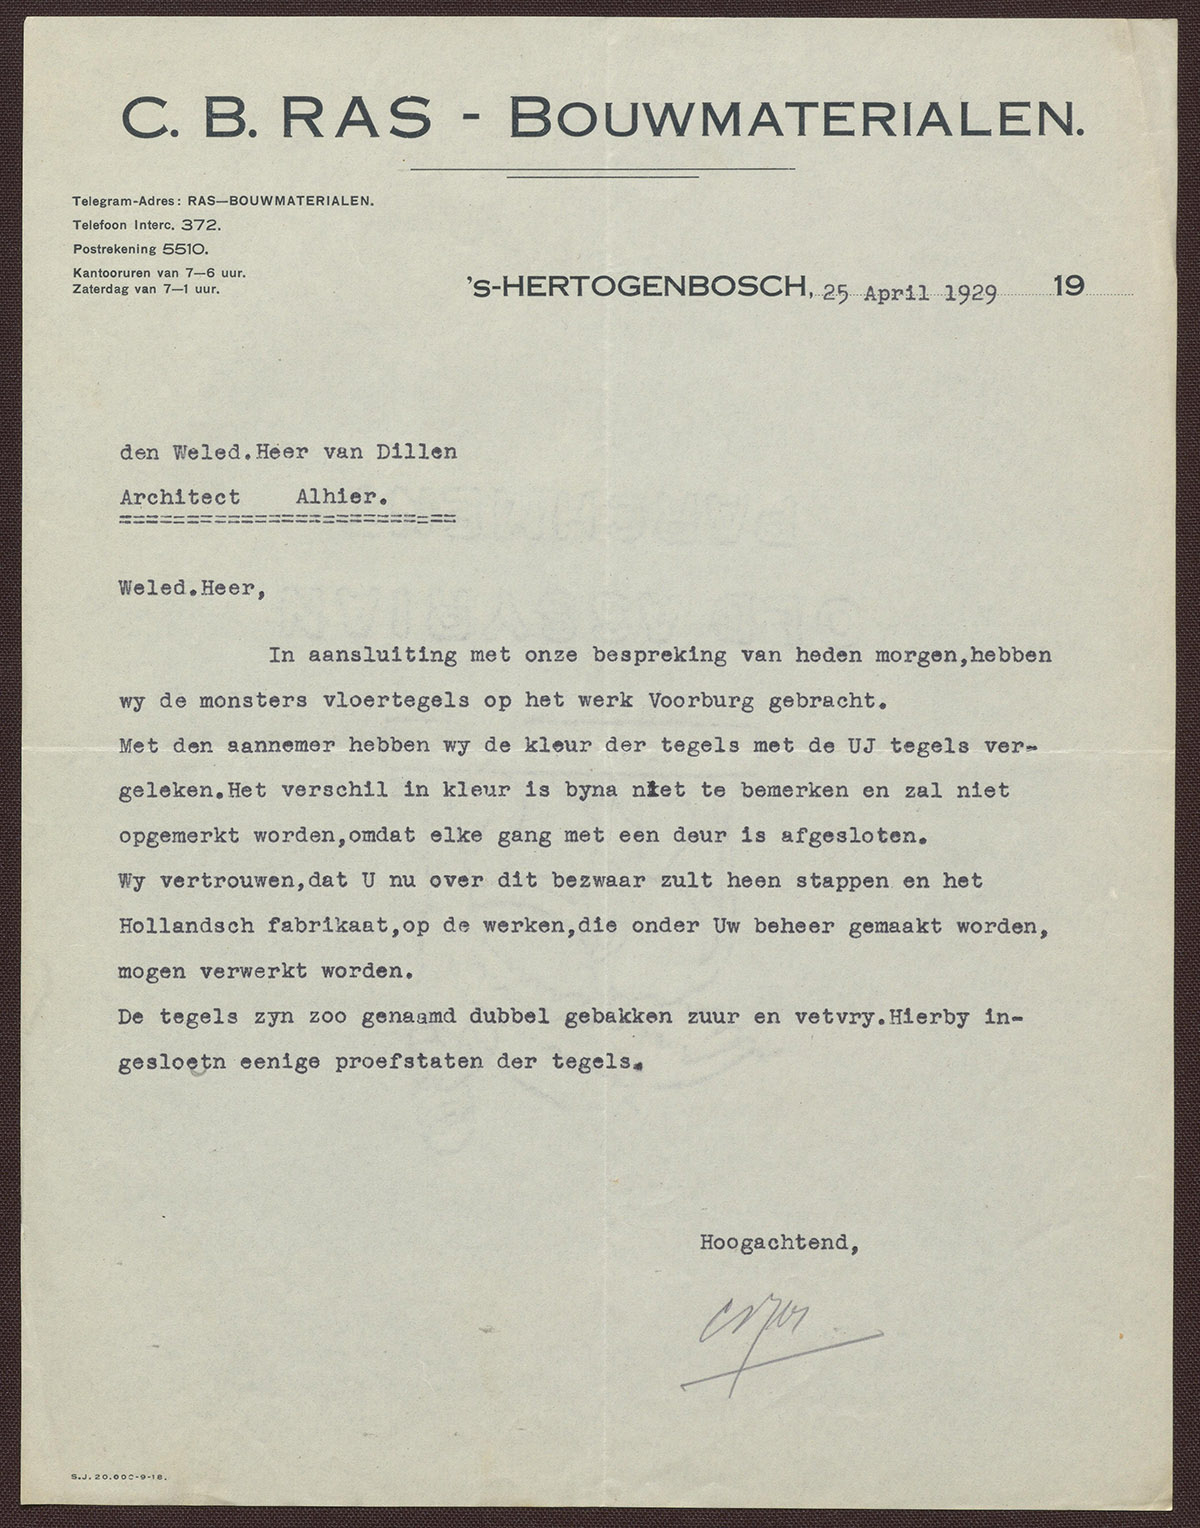 C. B. RAS - BOUWMATERIALEN.
Telegram-Adres: RAS—BOUWMATERIALEN.
Telefoon Interc. 372.
Postrekening 5510.
Kantooruren van 7—6 uur.
Zaterdag van 7—1 uur.
's-HERTOGENBOSCH, 25 April 1929 19
den Weled.Heer van Dillen
Architect Alhier.
=========================
Weled.Heer,
In aansluiting met onze bespreking van heden morgen,hebben
wy de monsters vloertegels op het werk Voorburg gebracht.
Met den aannemer hebben wy de kleur der tegels met de UJ tegels ver-
geleken.Het verschil in kleur is byna niet te bemerken en zal niet
opgemerkt worden,omdat elke gang met een deur is afgesloten.
Wy vertrouwen,dat U nu over dit bezwaar zult heen stappen en het
Hollandsch fabrikaat,op de werken,die onder Uw beheer gemaakt worden,
mogen verwerkt worden.
De tegels zyn zoo genaamd dubbel gebakken zuur en vetvry.Hierby in-
gesloetn eenige proefstaten der tegels.
Hoogachtend,
S.J. 20.000-9-18.